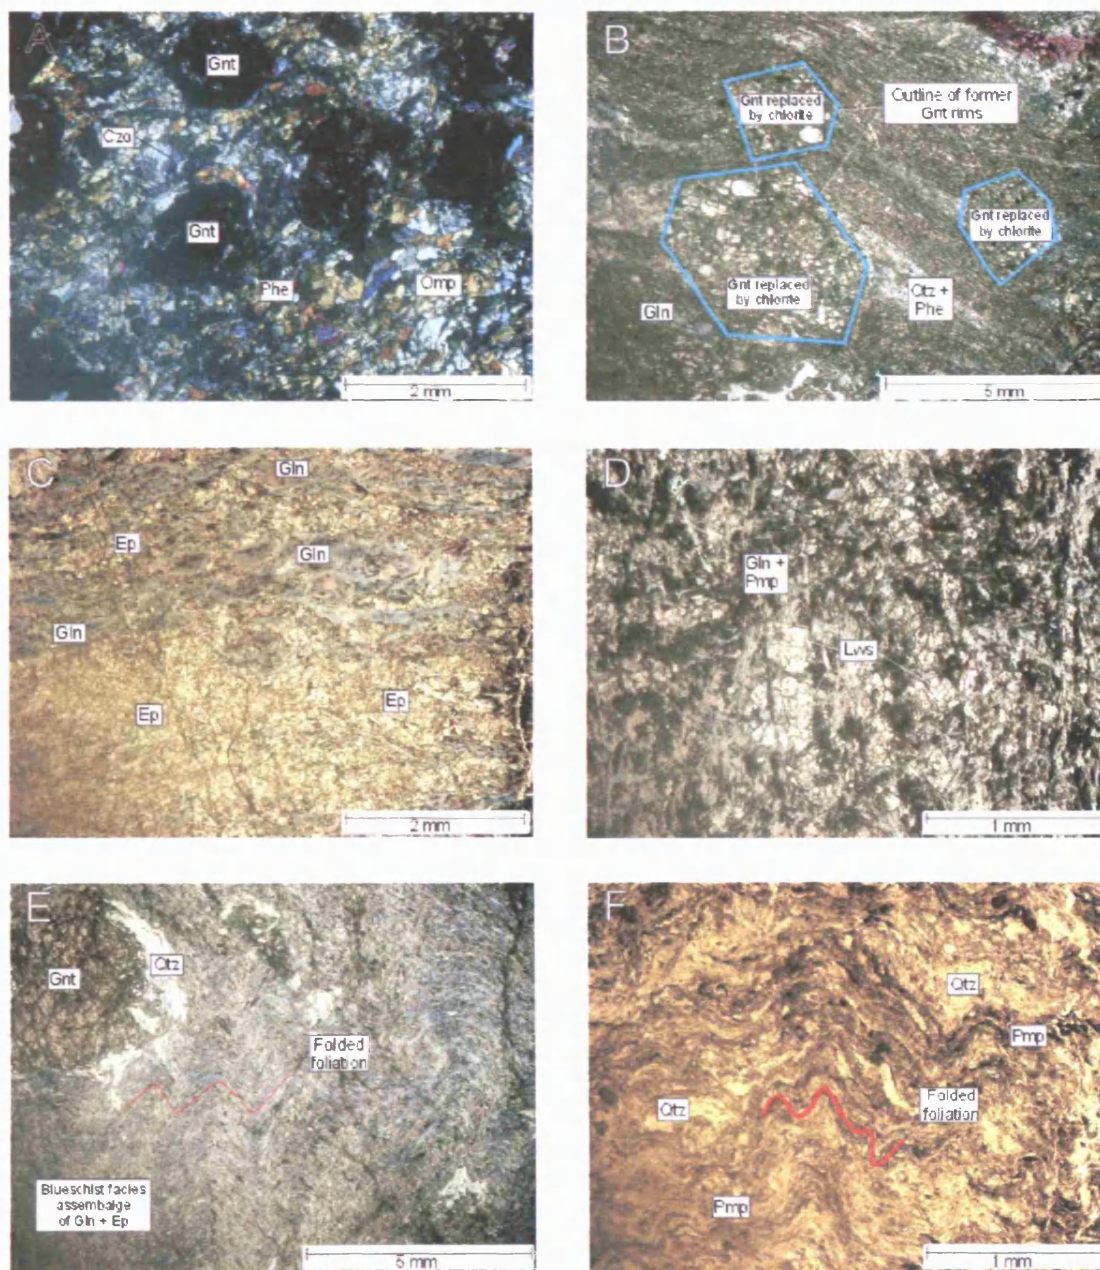 A
Gnt
Czo
Gnt
Phe
Omp
2 mm
B
Gnt replaced
by chlorite
Outline of former
Gnt rims
Gnt replaced
by chlorite
Gnt replaced
by chlorite
Qtz +
Phe
Gln
5 mm
C
Gln
Ep
Gln
Gln
Ep
Ep
2 mm
D
Gln +
Pmp
Lws
1 mm
E
Gnt
Qtz
Folded
foliation
Blueschist facies
assembalge
of Gln + Ep
5 mm
F
Qtz
Pmp
Qtz
Folded
foliation
Pmp
1 mm